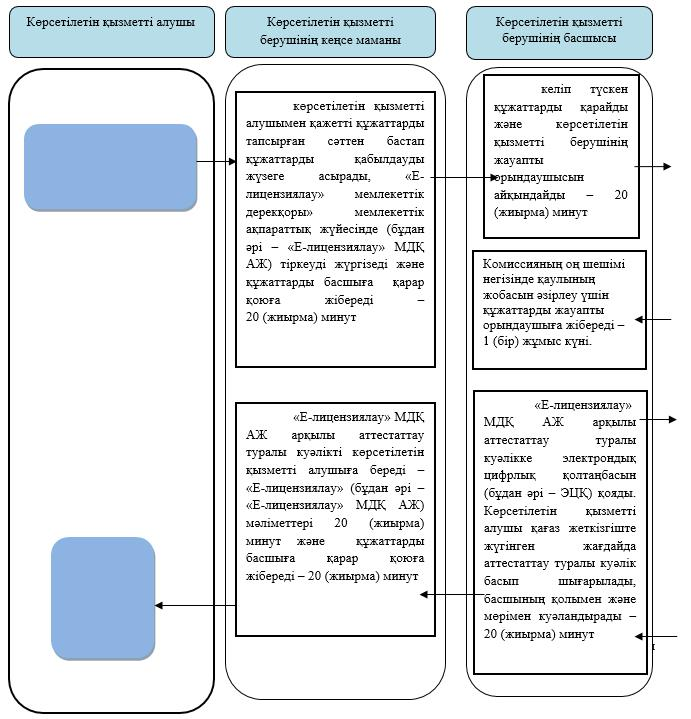 Көрсетілетін қызметті алушы
Көрсетілетін қызметті
берушінің кеңсе маманы
Көрсетілетін қызметті
берушінің басшысы
көрсетілетін қызметті
алушымен қажетті құжаттарды
тапсырған сәттен бастап
құжаттарды қабылдауды
жүзеге асырады, «Е-
лицензиялау» мемлекеттік
дерекқоры» мемлекеттік
ақпараттық жүйесінде (бұдан
әрі – «Е-лицензиялау» МДҚ
АЖ) тіркеуді жүргізеді және
құжаттарды басшыға қарар
қоюға жібереді –
20 (жиырма) минут
келіп түскен
құжаттарды қарайды
және көрсетілетін
қызметті берушінің
жауапты
орындаушысын
айқындайды – 20
(жиырма) минут
Комиссияның оң шешімі
негізінде қаулының
жобасын әзірлеу үшін
құжаттарды жауапты
орындаушыға жібереді –
1 (бір) жұмыс күні.
«Е-лицензиялау» МДҚ
АЖ арқылы аттестаттау
туралы куәлікті көрсетілетін
қызметті алушыға береді –
«Е-лицензиялау» (бұдан әрі –
«Е-лицензиялау» МДҚ АЖ)
мәліметтері 20 (жиырма)
минут және құжаттарды
басшыға қарар қоюға
жібереді – 20 (жиырма) минут
«Е-лицензиялау»
МДҚ АЖ арқылы
аттестаттау туралы
куәлікке электрондық
цифрлық қолтаңбасын
(бұдан әрі – ЭЦК) қояды.
Көрсетілетін қызметті
алушы қағаз жеткізгіште
жүгінген жағдайда
аттестаттау туралы куәлік
басып шығарылады,
басшының қолымен және
мөрімен куәландырады –
20 (жиырма) минут